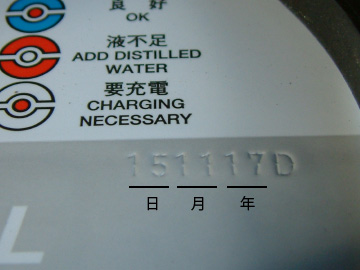 良 好
OK
液不足
ADD DISTILLED
WATER
要充電
CHARGING
NECESSARY
151117D
日 月 年
L